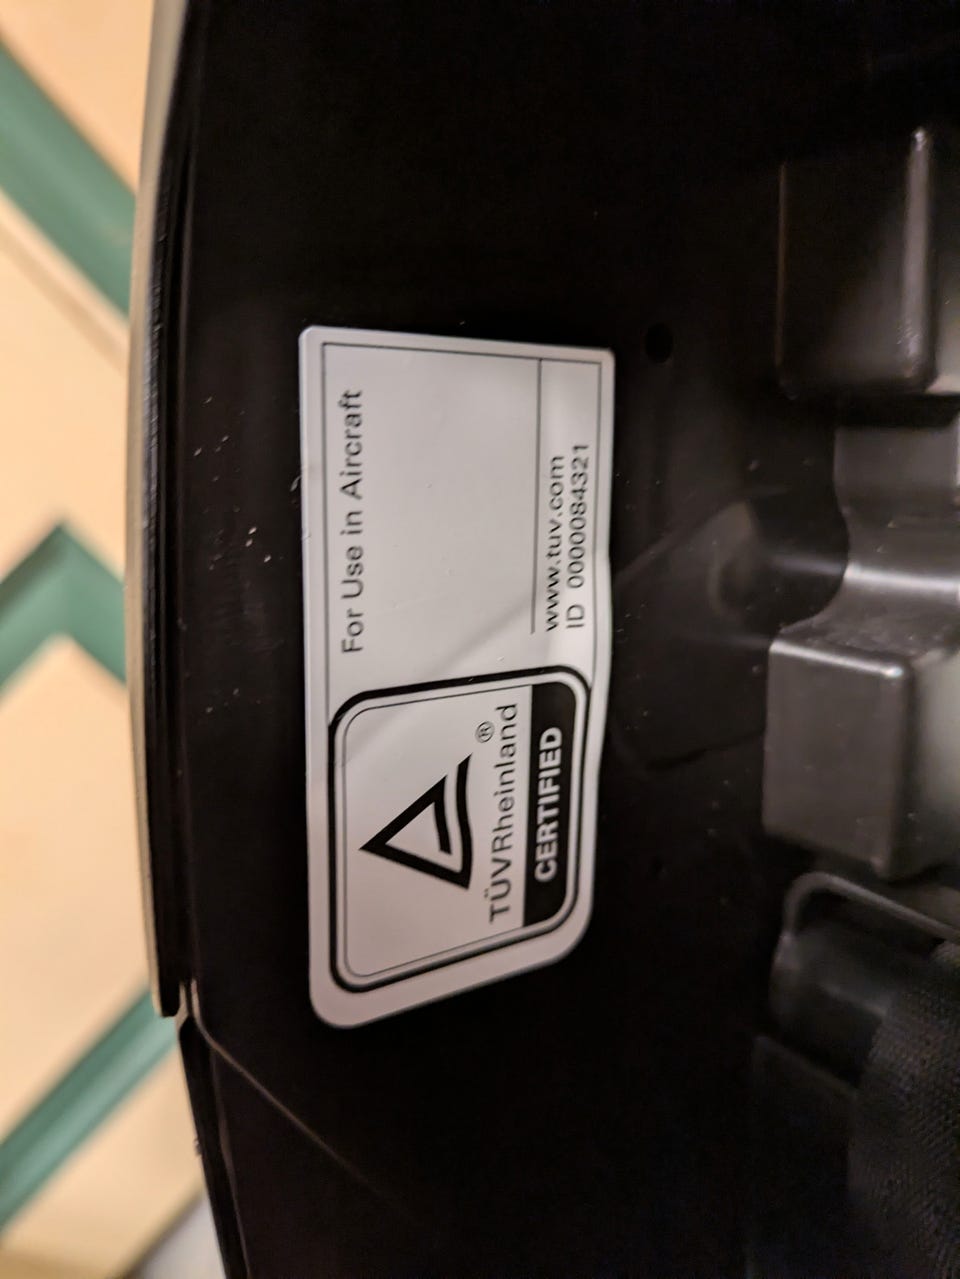 For Use in Aircraft
TÜVRheinland®
CERTIFIED
www.tuv.com
ID 0000084321